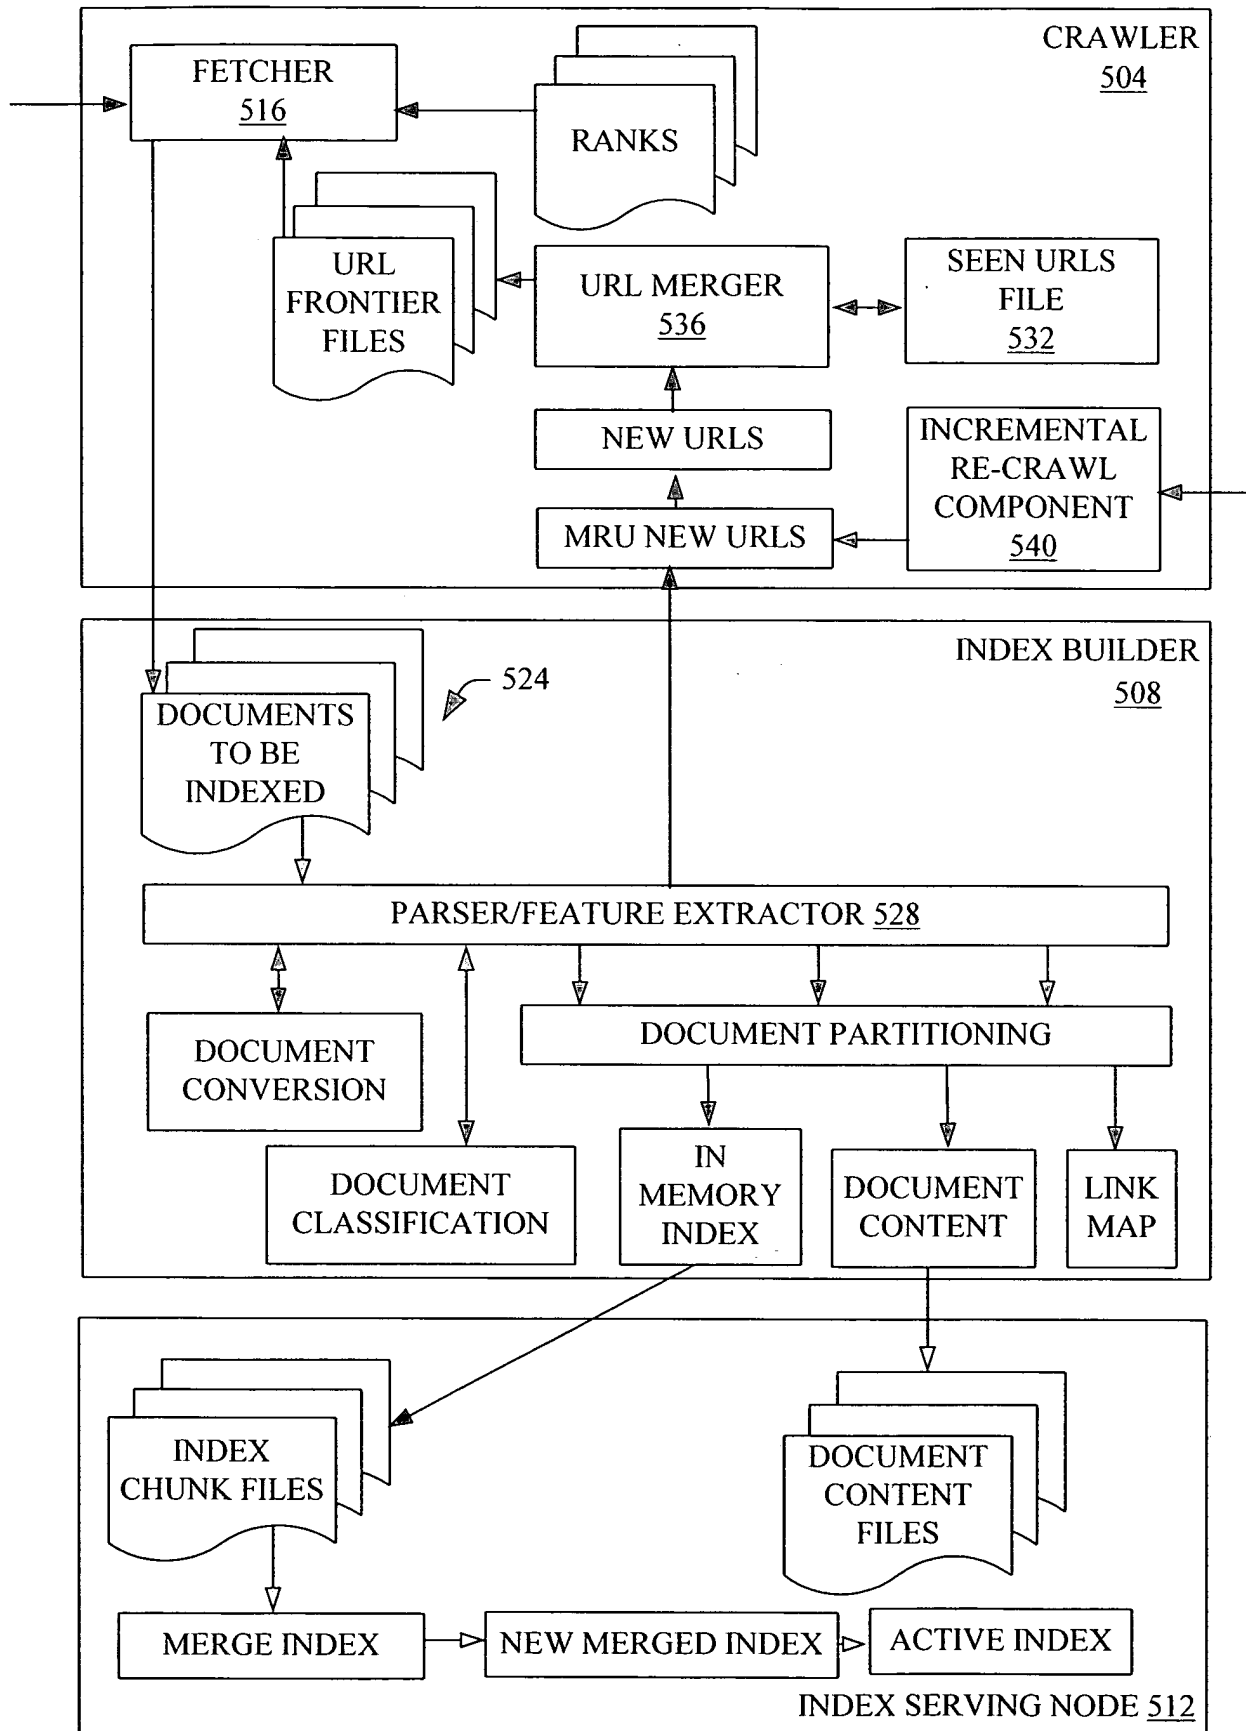 CRAWLER
504
FETCHER
516
RANKS
URL
FRONTIER
FILES
URL MERGER
536
SEEN URLS
FILE
532
NEW URLS
INCREMENTAL
RE-CRAWL
COMPONENT
540
MRU NEW URLS
INDEX BUILDER
508
524
DOCUMENTS
TO BE
INDEXED
PARSER/FEATURE EXTRACTOR 528
DOCUMENT
CONVERSION
DOCUMENT PARTITIONING
DOCUMENT
CLASSIFICATION
IN
MEMORY
INDEX
DOCUMENT
CONTENT
LINK
MAP
INDEX
CHUNK FILES
DOCUMENT
CONTENT
FILES
MERGE INDEX
NEW MERGED INDEX
ACTIVE INDEX
INDEX SERVING NODE 512